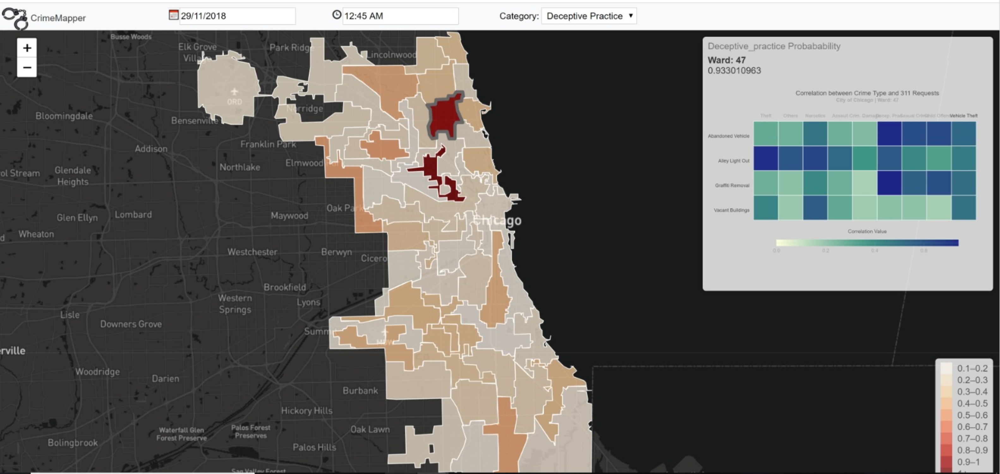 CrimeMapper
29/11/2018
12:45 AM
Category: Deceptive Practice
+
−
Busse Woods
Elk Grove
Village
Park Ridge
Lincolnwood
ORD
Norridge
Bloomingdale
Bensenville
Franklin Park
Addison
Elmwood Park
Northlake
ol Stream
Glendale
Heights
Oak Park
Maywood
Glen Ellyn
Lombard
Chicago
d
Wheaton
Westchester
Berwyn
Cicero
Brookfield
Western
Springs
Lyons
Lisle
Downers Grove
Summit
MDW
rville
Woodridge
Darien
Burbank
Hickory Hills
Waterfall Glen
Forest Preserve
Palos Forest
Preserves
Oak Lawn
Bolingbrook
Palos Hills
Sag Valley Forest
Deceptive_practice Probabability
Ward: 47
0.933010963
Correlation between Crime Type and 311 Requests
City of Chicago | Ward: 47
Theft Others Narcotics Assault Crim. Damage Decep. Prac. Sexual Crim Child Offens Vehicle Theft
Abandoned Vehicle
Alley Light Out
Graffiti Removal
Vacant Buildings
Correlation Value
0.0 0.2 0.4 0.6
0.1–0.2
0.2–0.3
0.3–0.4
0.4–0.5
0.5–0.6
0.6–0.7
0.7–0.8
0.8–0.9
0.9–1